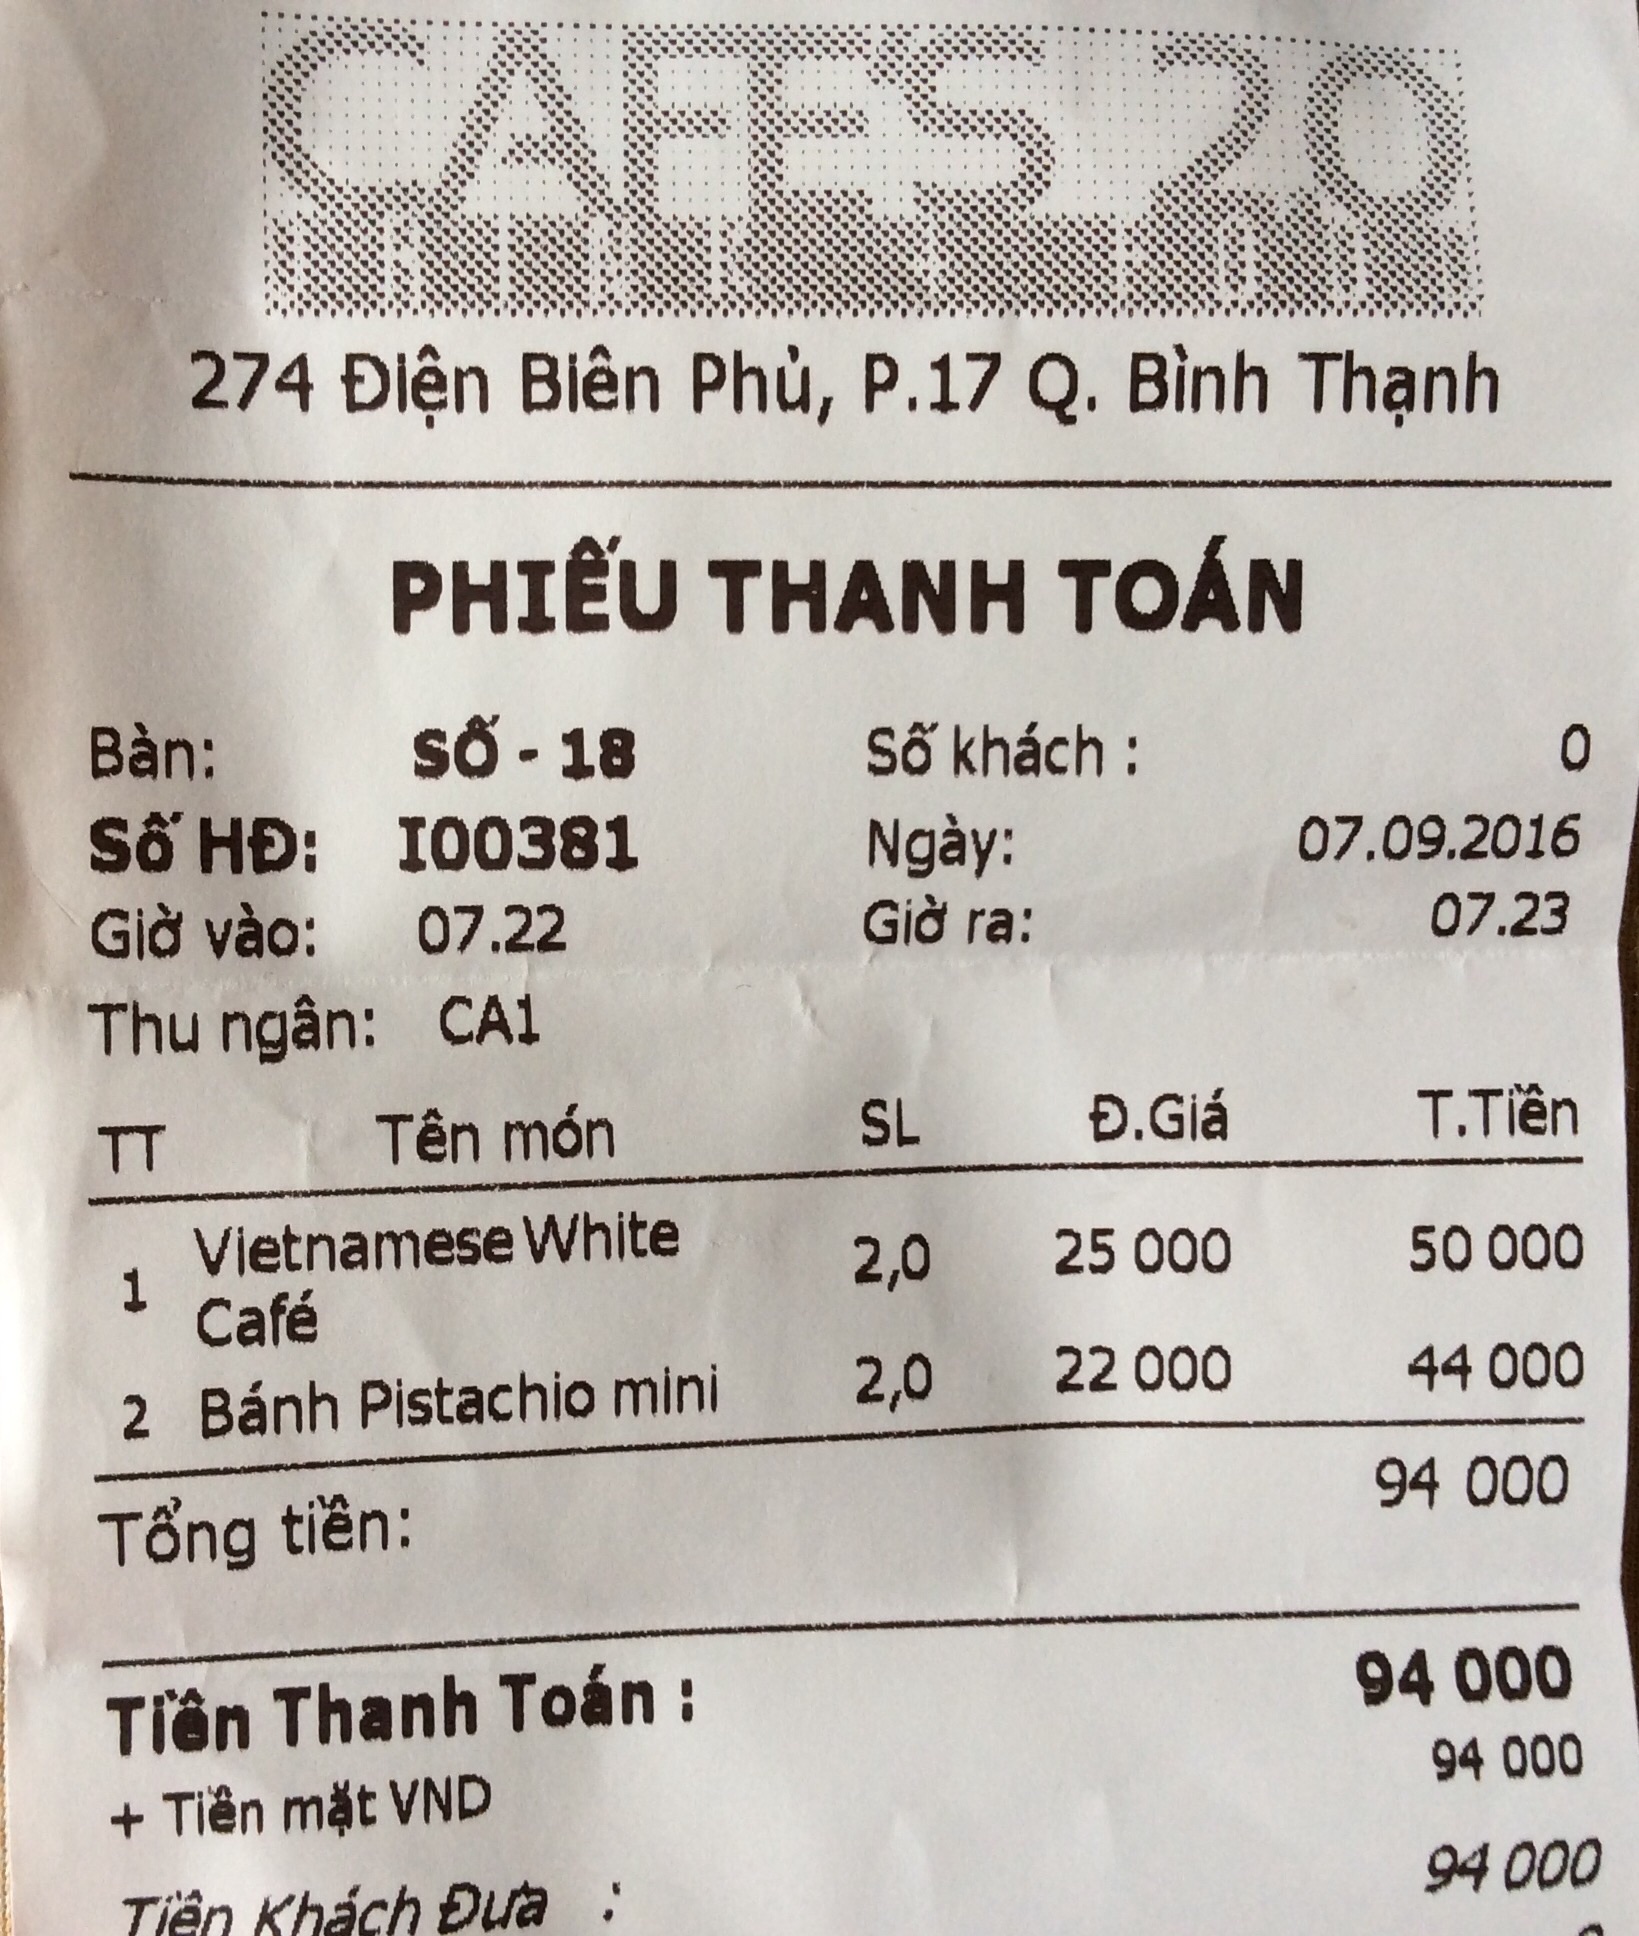 CAFES 2.0
274 Điện Biên Phủ, P.17 Q. Bình Thạnh
PHIẾU THANH TOÁN
Bàn: SỐ - 18 Số khách : 0
Số HĐ: I00381 Ngày: 07.09.2016
Giờ vào: 07.22 Giờ ra: 07.23
Thu ngân: CA1
TT Tên món SL Đ.Giá T.Tiền
1 Vietnamese White Café 2,0 25 000 50 000
2 Bánh Pistachio mini 2,0 22 000 44 000
Tổng tiền: 94 000
Tiền Thanh Toán : 94 000
+ Tiền mặt VND 94 000
Tiền Khách Đưa : 94 000